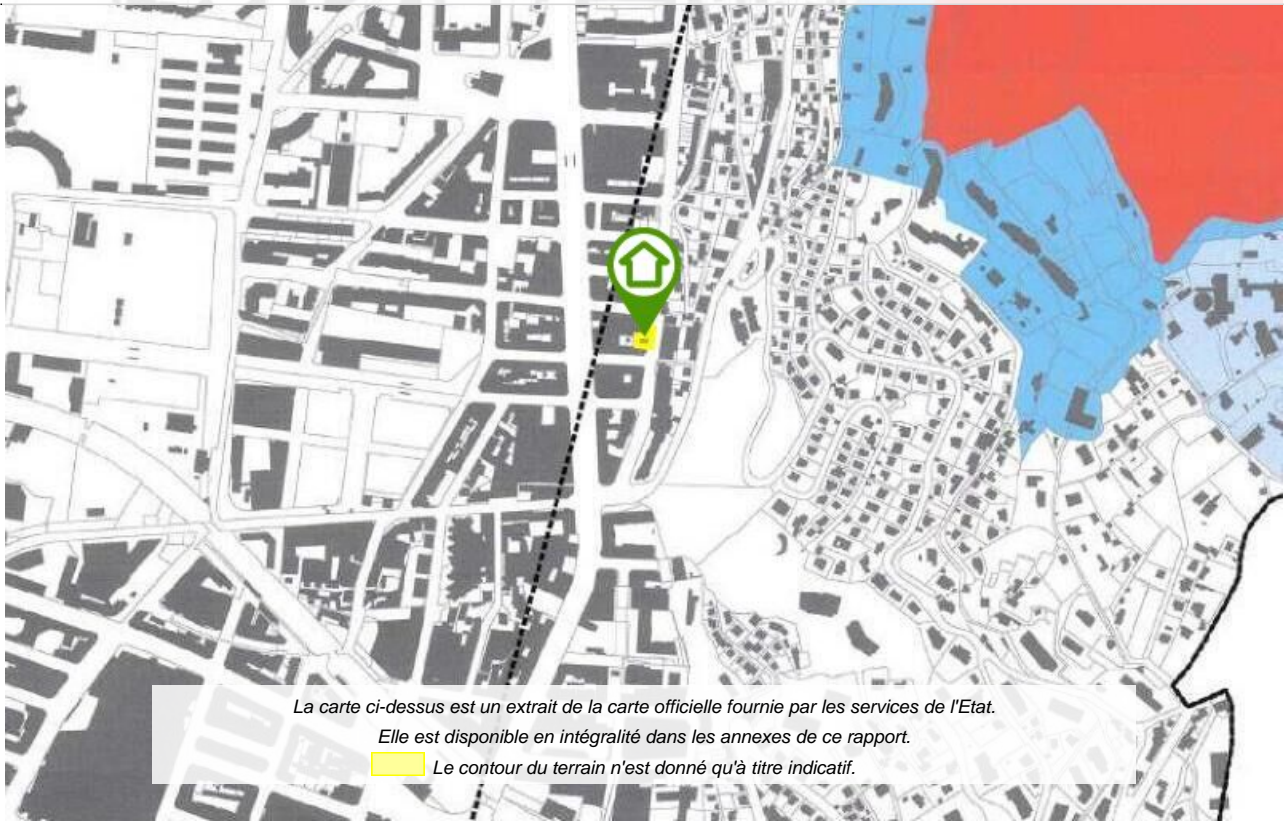 La carte ci-dessus est un extrait de la carte officielle fournie par les services de l'Etat.
Elle est disponible en intégralité dans les annexes de ce rapport.
Le contour du terrain n'est donné qu'à titre indicatif.